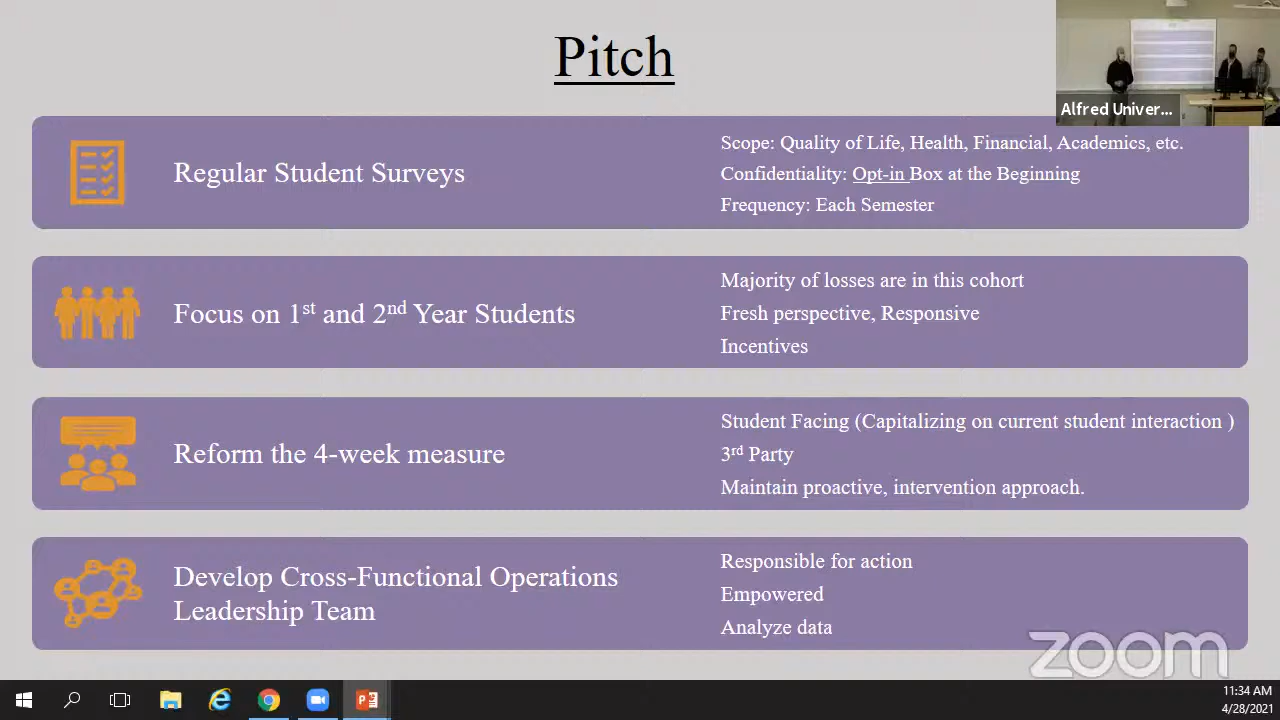 Pitch
Alfred Univer...
Regular Student Surveys
Scope: Quality of Life, Health, Financial, Academics, etc.
Confidentiality: Opt-in Box at the Beginning
Frequency: Each Semester
Focus on 1st and 2nd Year Students
Majority of losses are in this cohort
Fresh perspective, Responsive
Incentives
Reform the 4-week measure
Student Facing (Capitalizing on current student interaction )
3rd Party
Maintain proactive, intervention approach.
Develop Cross-Functional Operations
Leadership Team
Responsible for action
Empowered
Analyze data
zoom
11:34 AM
4/28/2021